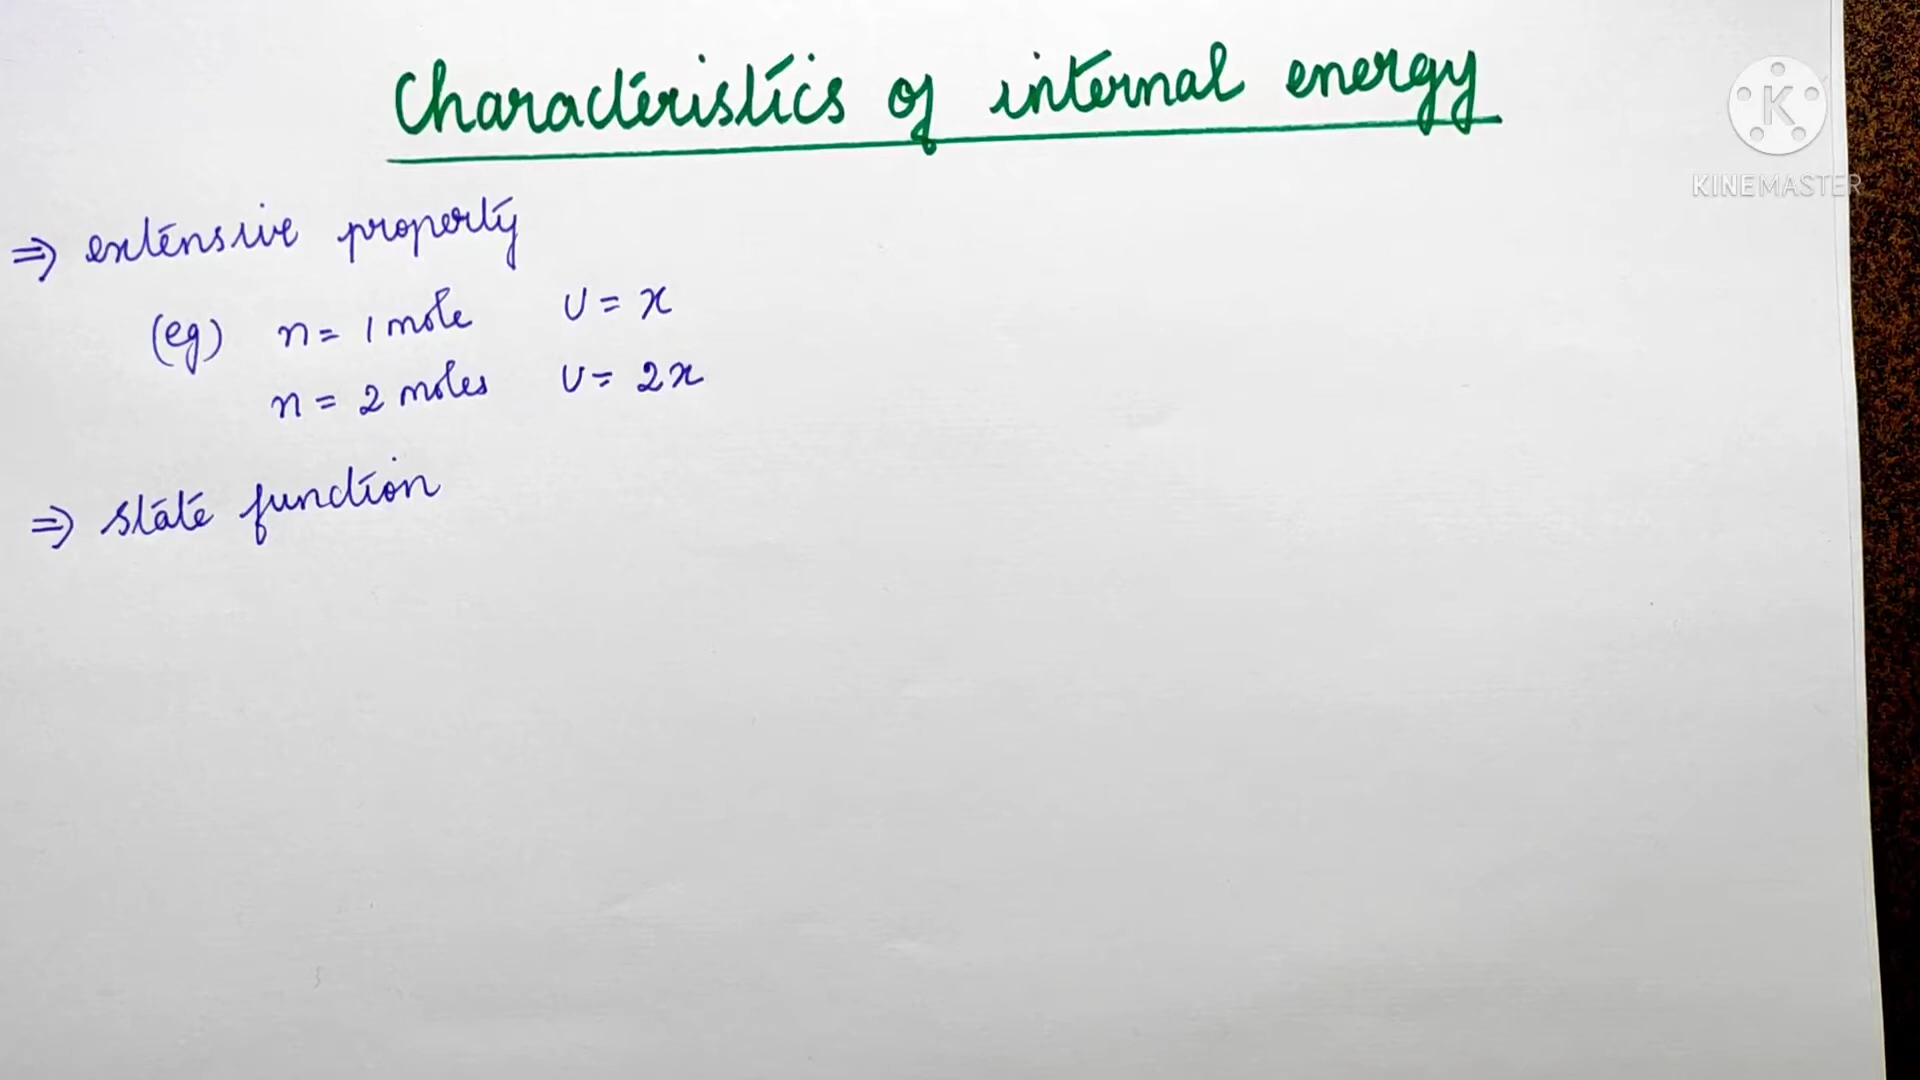 Characteristics of internal energy
K
KINEMASTER
⇒ extensive property
(eg) n = 1 mole U = x
n = 2 moles U = 2x
⇒ state function